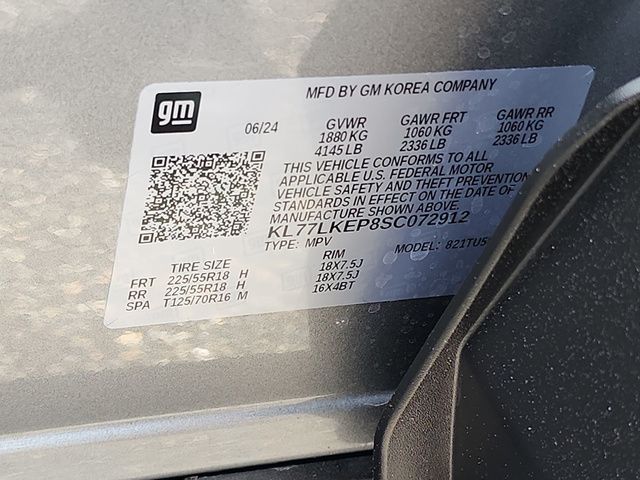 gm
MFD BY GM KOREA COMPANY
06/24 GVWR GAWR FRT GAWR RR
1880 KG 1060 KG 1060 KG
4145 LB 2336 LB 2336 LB
THIS VEHICLE CONFORMS TO ALL
APPLICABLE U.S. FEDERAL MOTOR
VEHICLE SAFETY AND THEFT PREVENTION
STANDARDS IN EFFECT ON THE DATE OF
MANUFACTURE SHOWN ABOVE.
KL77LKEP8SC072912
TYPE: MPV MODEL: 821TU5
TIRE SIZE RIM
FRT 225/55R18 H 18X7.5J
RR 225/55R18 H 18X7.5J
SPA T125/70R16 M 16X4BT